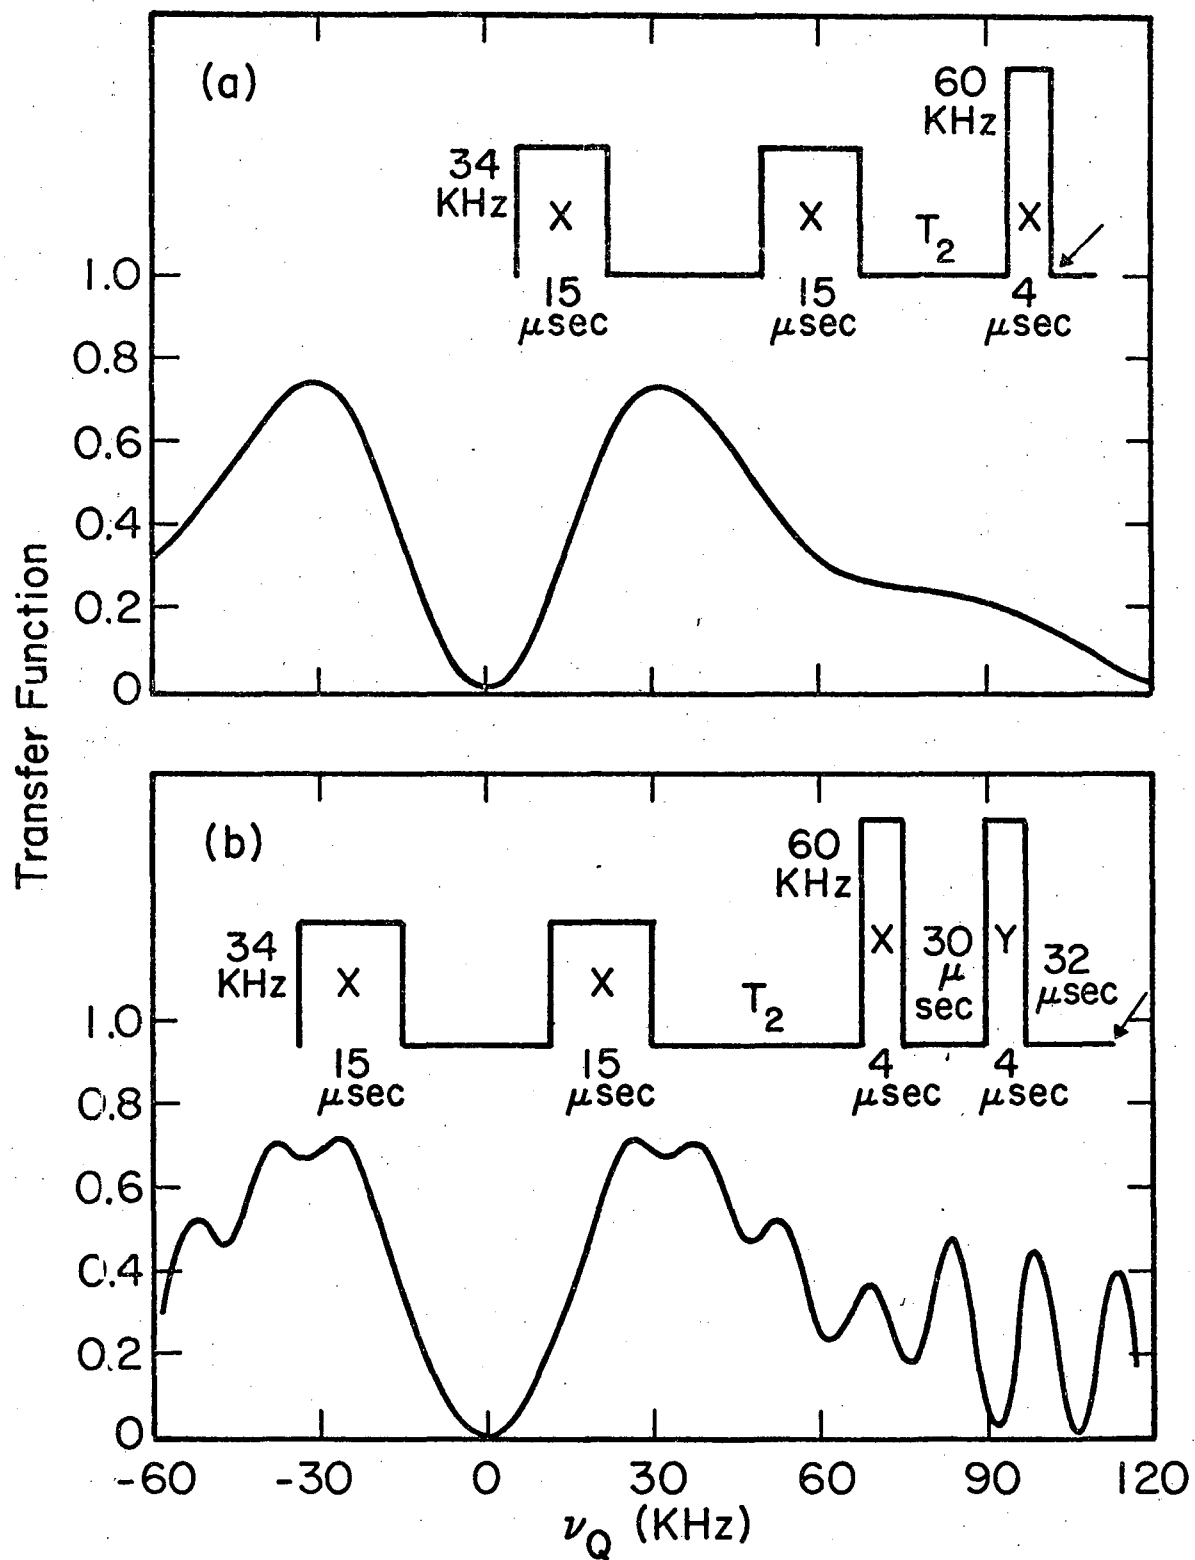 (a)
60
KHz
34
KHz
X
X
T2
X
15
μsec
15
μsec
4
μsec
1.0
0.8
0.6
0.4
0.2
0
Transfer Function
(b)
60
KHz
34
KHz
X
X
T2
X
30
μ
sec
Y
32
μsec
15
μsec
15
μsec
4
μsec
4
μsec
1.0
0.8
0.6
0.4
0.2
0
-60
-30
0
30
60
90
120
νQ (KHz)